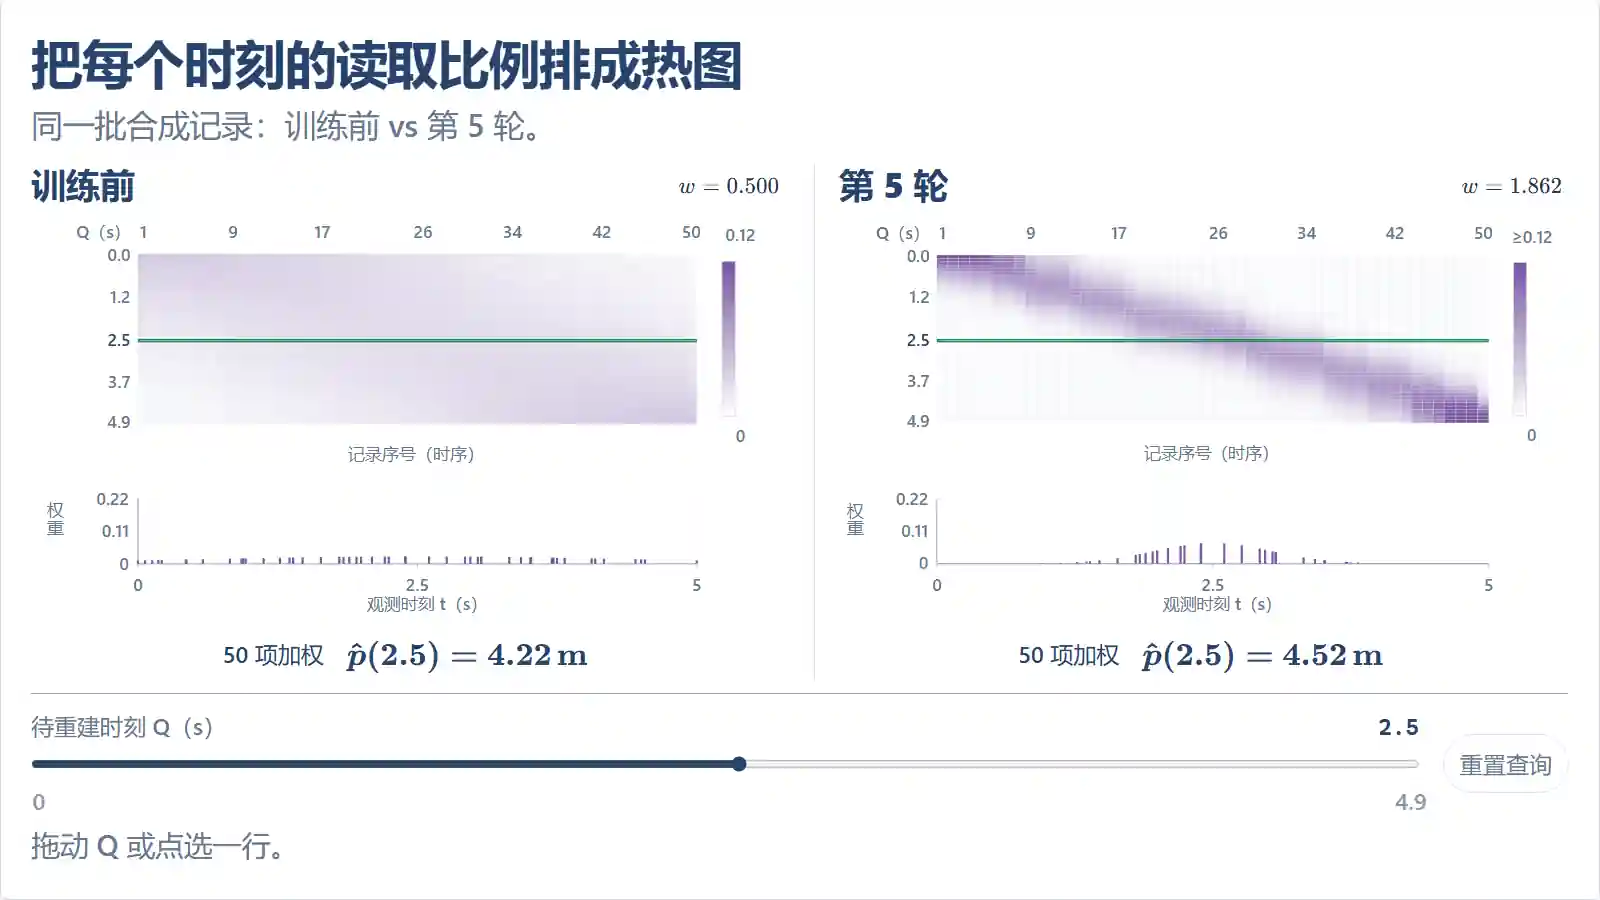 把每个时刻的读取比例排成热图
同一批合成记录：训练前 vs 第 5 轮。
训练前
w = 0.500
Q（s） 1 9 17 26 34 42 50 0.12
0.0
1.2
2.5
3.7
4.9
0
记录序号（时序）
权重
0.22
0.11
0
0 2.5 5
观测时刻 t（s）
50 项加权 p̂(2.5) = 4.22 m
第 5 轮
w = 1.862
Q（s） 1 9 17 26 34 42 50 ≥0.12
0.0
1.2
2.5
3.7
4.9
0
记录序号（时序）
权重
0.22
0.11
0
0 2.5 5
观测时刻 t（s）
50 项加权 p̂(2.5) = 4.52 m
待重建时刻 Q（s） 2.5
重置查询
0 4.9
拖动 Q 或点选一行。